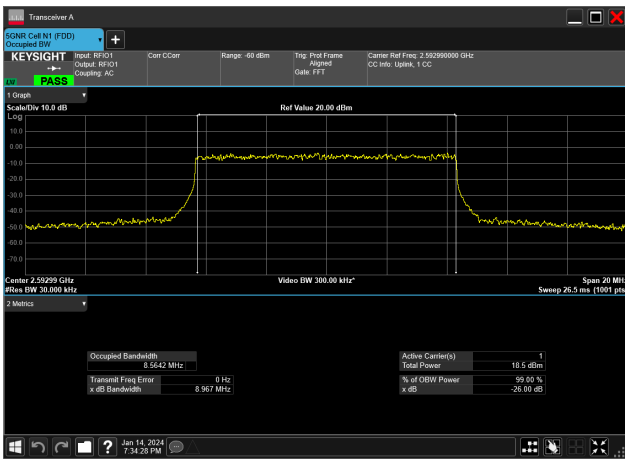 Transceiver A
5GNR Cell N1 (FDD)
Occupied BW
KEYSIGHT
PASS
Input: RFIO1
Output: RFIO1
Coupling: AC
Corr CCorr
Range: -60 dBm
Trig: Prot Frame
Aligned
Gate: FFT
Carrier Ref Freq: 2.592990000 GHz
CC Info: Uplink, 1 CC
1 Graph
Scale/Div 10.0 dB
Ref Value 20.00 dBm
Log
10.0
0.00
-10.0
-20.0
-30.0
-40.0
-50.0
-60.0
-70.0
Center 2.59299 GHz
Video BW 300.00 kHz*
Span 20 MHz
#Res BW 30.000 kHz
Sweep 26.5 ms (1001 pts
2 Metrics
Occupied Bandwidth
8.5642 MHz
Transmit Freq Error 0 Hz
x dB Bandwidth 8.967 MHz
Active Carrier(s) 1
Total Power 18.5 dBm
% of OBW Power 99.00 %
x dB -26.00 dB
?
Jan 14, 2024
7:34:28 PM